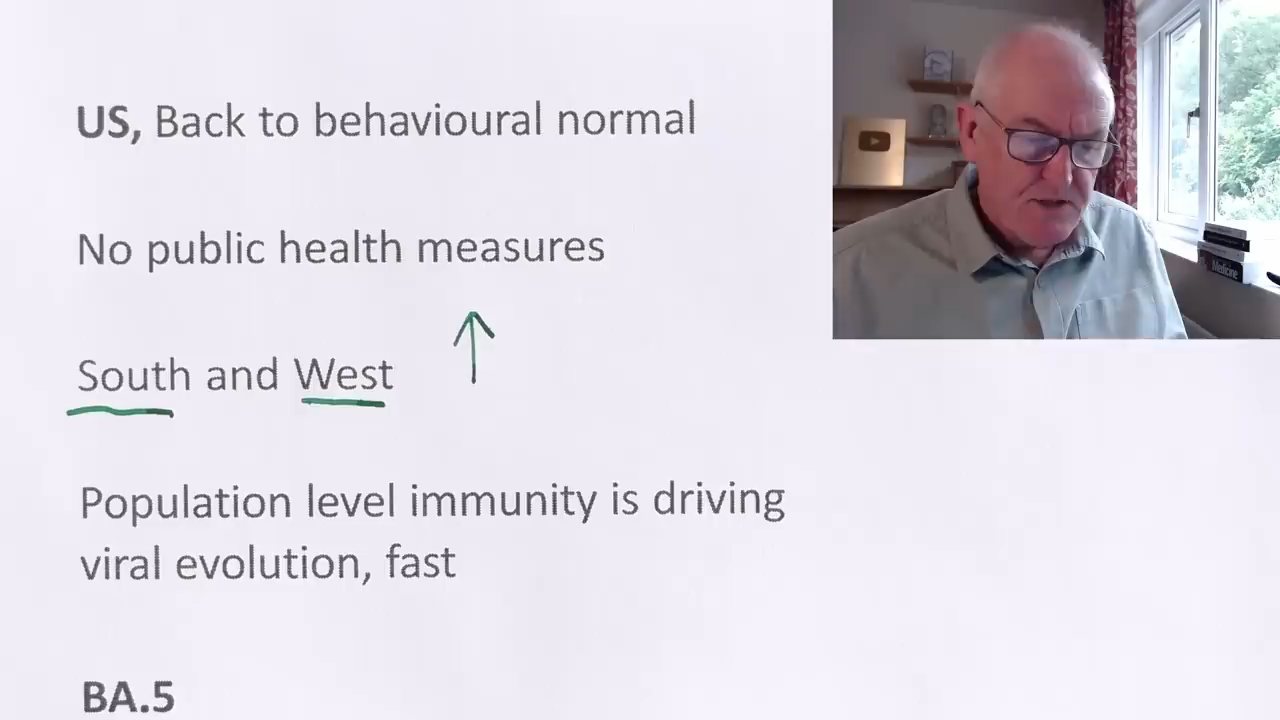 US, Back to behavioural normal
No public health measures
South and West
Population level immunity is driving
viral evolution, fast
BA.5
Medicine